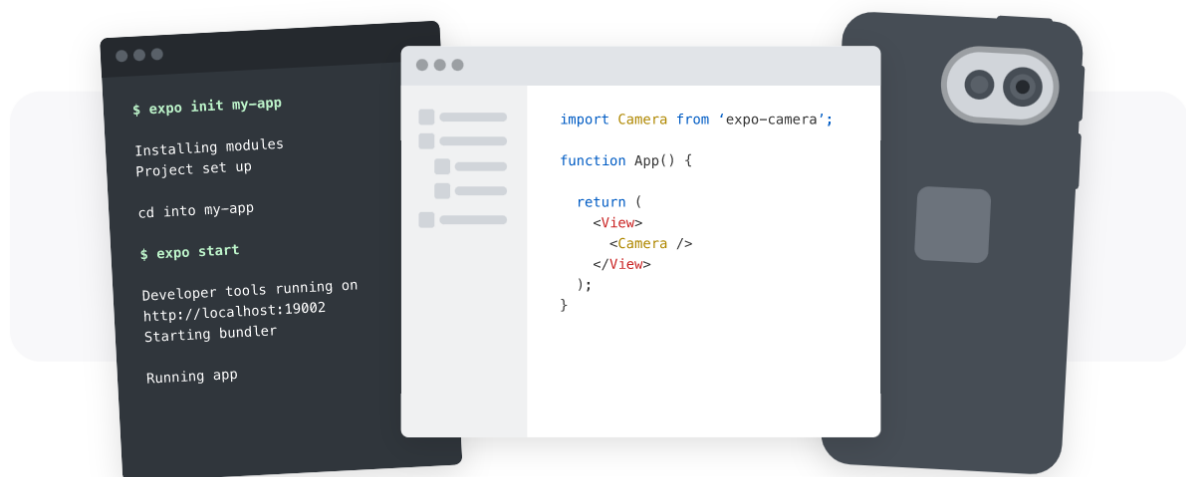 $ expo init my-app
Installing modules
Project set up
cd into my-app
$ expo start
Developer tools running on
http://localhost:19002
Starting bundler
Running app
import Camera from ‘expo-camera’;
function App() {
return (
<View>
<Camera />
</View>
);
}